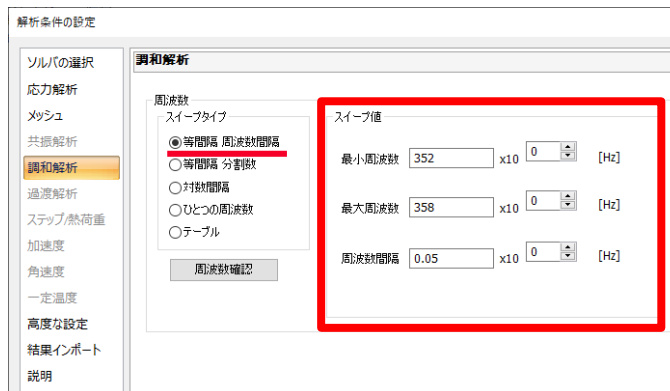 解析条件の設定
ソルバの選択
応力解析
メッシュ
共振解析
調和解析
過渡解析
ステップ/熱荷重
加速度
角速度
一定温度
高度な設定
結果インポート
説明
調和解析
周波数
スイープタイプ
等間隔 周波数間隔
等間隔 分割数
対数間隔
ひとつの周波数
テーブル
周波数確認
スイープ値
最小周波数 352 x10 0 [Hz]
最大周波数 358 x10 0 [Hz]
周波数間隔 0.05 x10 0 [Hz]